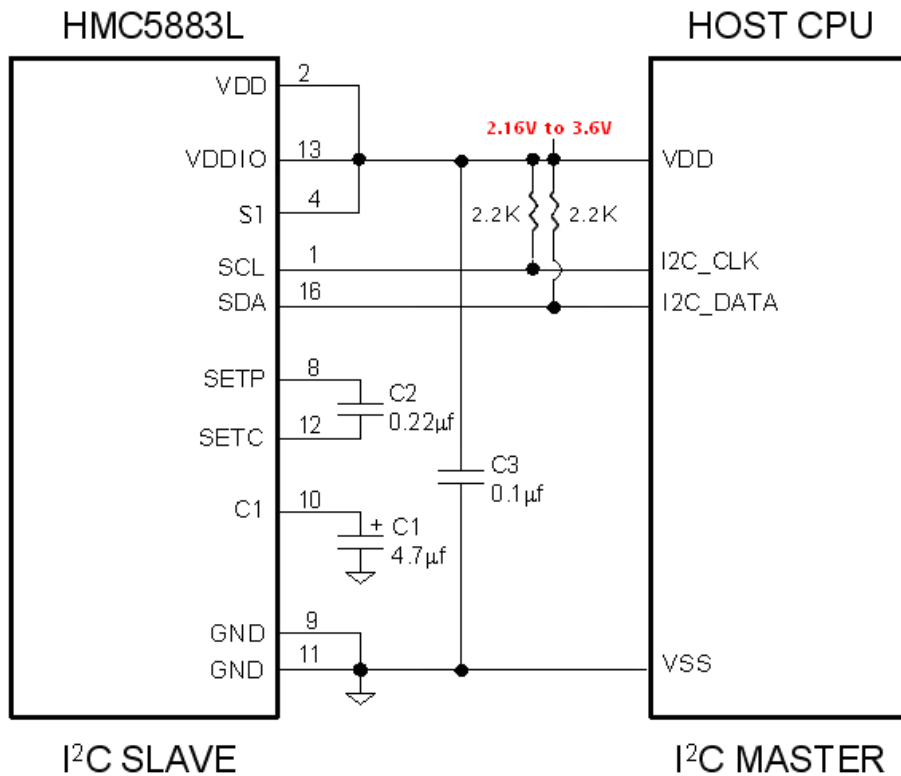 HMC5883L
HOST CPU
VDD 2
2.16V to 3.6V
VDDIO 13
VDD
S1 4
2.2K 2.2K
SCL 1
I2C_CLK
SDA 16
I2C_DATA
SETP 8
C2
0.22µf
SETC 12
C3
0.1µf
C1 10
+ C1
4.7µf
GND 9
GND 11
VSS
I²C SLAVE
I²C MASTER